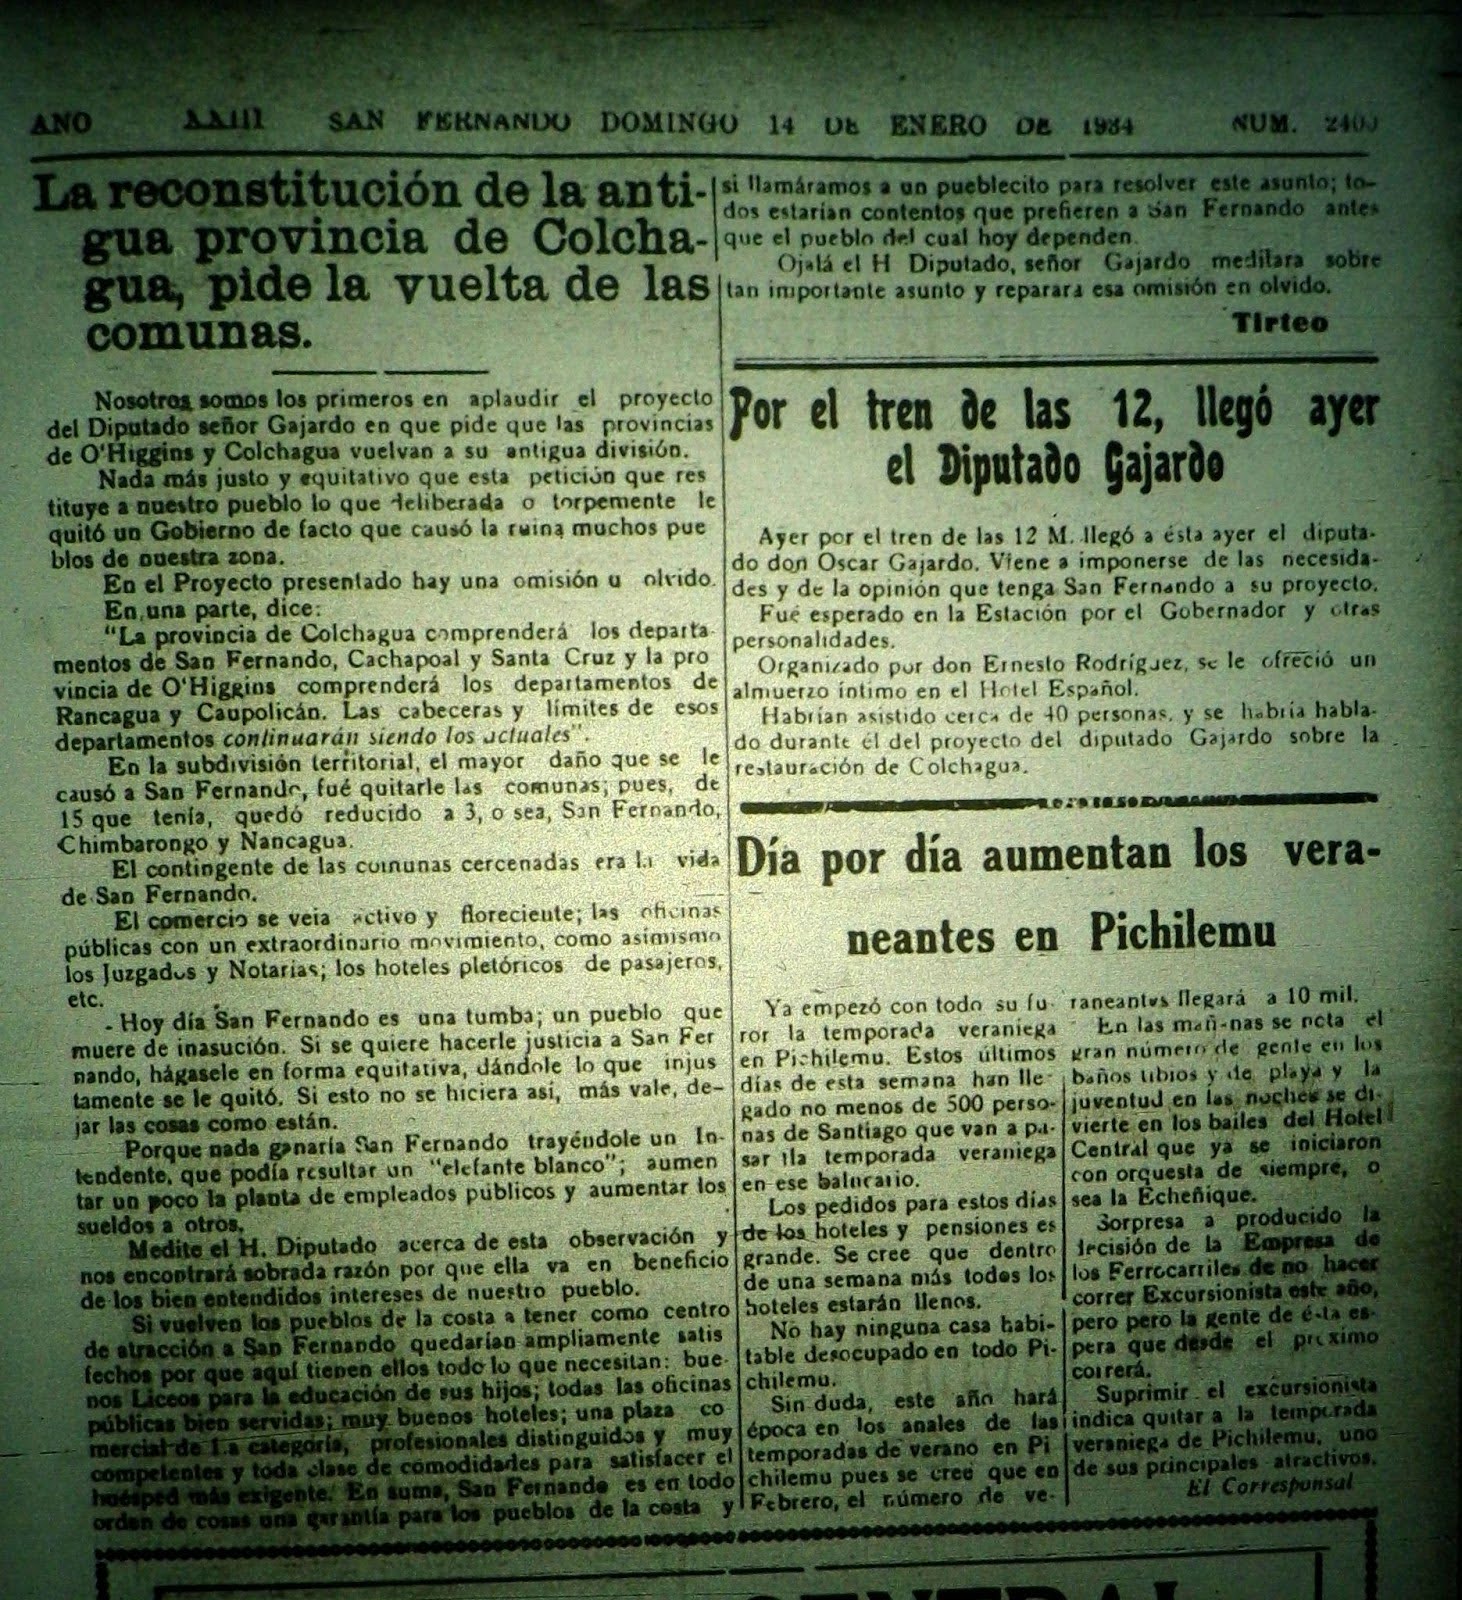 AÑO XXIII SAN FERNANDO DOMINGO 14 DE ENERO DE 1934 NUM.
La reconstitución de la anti-
gua provincia de Colcha-
gua, pide la vuelta de las
comunas.
Nosotros somos los primeros en aplaudir el proyecto
del Diputado señor Gajardo en que pide que las provincias
de O'Higgins y Colchagua vuelvan a su antigua división.
Nada más justo y equitativo que esta petición que res
tituye a nuestro pueblo lo que deliberada o torpemente le
quitó un Gobierno de facto que causó la ruina muchos pue
blos de nuestra zona.
En el Proyecto presentado hay una omisión u olvido.
En una parte, dice:
"La provincia de Colchagua comprenderá los departa-
mentos de San Fernando, Cachapoal y Santa Cruz y la pro
vincia de O'Higgins comprenderá los departamentos de
Rancagua y Caupolicán. Las cabeceras y límites de esos
departamentos continuarán siendo los actuales".
En la subdivisión territorial, el mayor daño que se le
causó a San Fernando, fué quitarle las comunas; pues, de
15 que tenía, quedó reducido a 3, o sea, San Fernando,
Chimbarongo y Nancagua.
El contingente de las comunas cercenadas era la vida
de San Fernando.
El comercio se veia activo y floreciente; las oficinas
públicas con un extraordinario movimiento, como asimismo
los Juzgados y Notarías; los hoteles pletóricos de pasajeros,
etc.
- Hoy día San Fernando es una tumba; un pueblo que
muere de inasución. Si se quiere hacerle justicia a San Fer
nando, hágasele en forma equitativa, dándole lo que injus
tamente se le quitó. Si esto no se hiciera así, más vale, de-
jar las cosas como están.
Porque nada ganaría San Fernando trayéndole un In-
tendente, que podía resultar un "elefante blanco"; aumen
tar un poco la planta de empleados públicos y aumentar los
sueldos a otros.
Medite el H. Diputado acerca de esta observación y
nos encontrará sobrada razón por que ella va en beneficio
de los bien entendidos intereses de nuestro pueblo.
Si vuelven los pueblos de la costa a tener como centro
de atracción a San Fernando quedarían ampliamente satis
fechos por que aquí tienen ellos todo lo que necesitan: bue-
nos Liceos para la educación de sus hijos; todas las oficinas
públicas bien servidas; muy buenos hoteles; una plaza co
mercial de 1.a categoría, profesionales distinguidos y muy
competentes y toda clase de comodidades para satisfacer el
huésped más exigente. En suma, San Fernando es en todo
orden de cosas una garantía para los pueblos de la costa y
si llamáramos a un pueblecito para resolver este asunto; to-
dos estarían contentos que prefieren a San Fernando antes
que el pueblo del cual hoy dependen.
Ojalá el H Diputado, señor Gajardo meditara sobre
tan importante asunto y reparara esa omisión en olvido.
Tirteo
Por el tren de las 12, llegó ayer
el Diputado Gajardo
Ayer por el tren de las 12 M. llegó a ésta ayer el diputa-
do don Oscar Gajardo. Viene a imponerse de las necesida-
des y de la opinión que tenga San Fernando a su proyecto.
Fué esperado en la Estación por el Gobernador y otras
personalidades.
Organizado por don Ernesto Rodríguez, se le ofreció un
almuerzo íntimo en el Hotel Español.
Habrían asistido cerca de 40 personas, y se habría habla-
do durante él del proyecto del diputado Gajardo sobre la
restauración de Colchagua.
Día por día aumentan los vera-
neantes en Pichilemu
Ya empezó con todo su fu-
ror la temporada veraniega
en Pichilemu. Estos últimos
días de esta semana han lle-
gado no menos de 500 perso-
nas de Santiago que van a pa-
sar la temporada veraniega
en ese balneario.
Los pedidos para estos días
de los hoteles y pensiones es
grande. Se cree que dentro
de una semana más todos los
hoteles estarán llenos.
No hay ninguna casa habi-
table desocupado en todo Pi-
chilemu.
Sin duda, este año hará
época en los anales de las
temporadas de verano en Pi
chilemu pues se cree que en
Febrero, el número de ve-
raneantes llegará a 10 mil.
En las mañanas se nota el
gran número de gente en los
baños tibios y de playa y la
juventud en las noches se di-
vierte en los bailes del Hotel
Central que ya se iniciaron
con orquesta de siempre, o
sea la Echeñique.
Sorpresa a producido la
decisión de la Empresa de
los Ferrocarriles de no hacer
correr Excursionista este año,
pero pero la gente de ésta es-
pera que desde el próximo
correrá.
Suprimir el excursionista
indica quitar a la temporada
veraniega de Pichilemu, uno
de sus principales atractivos.
El Corresponsal